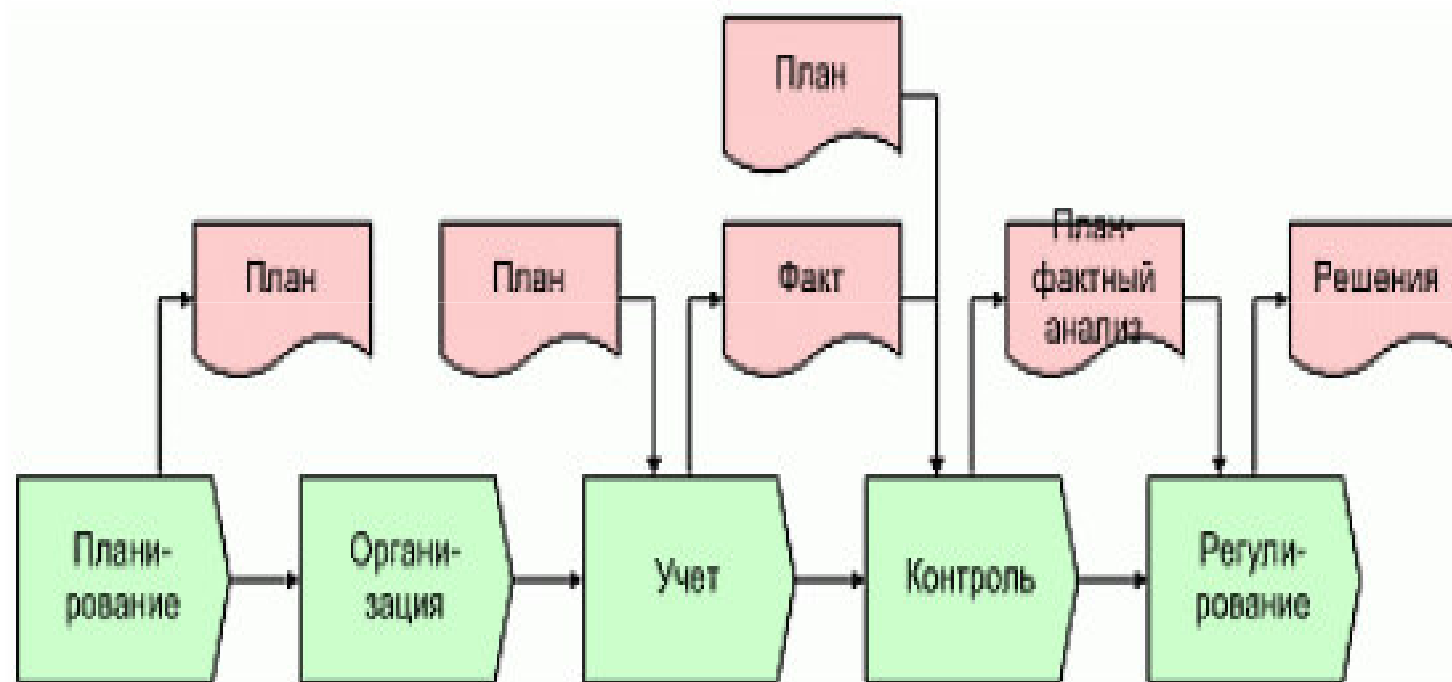 План
План
План
Факт
План-
фактный
анализ
Решения
Плани-
рование
Органи-
зация
Учет
Контроль
Регули-
рование